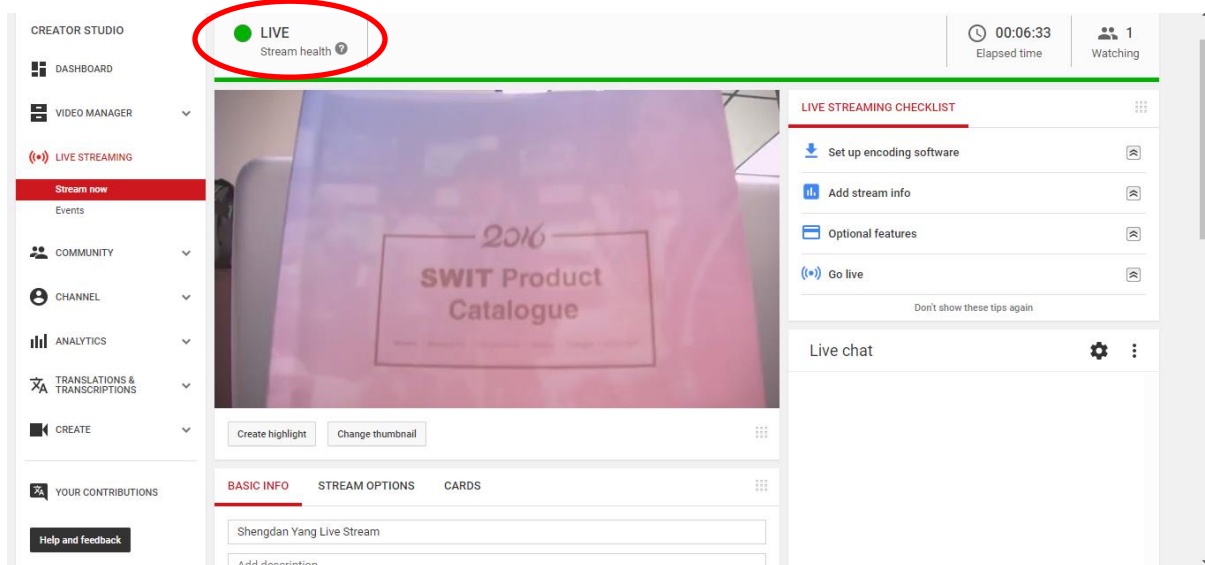 CREATOR STUDIO
DASHBOARD
VIDEO MANAGER
LIVE STREAMING
Stream now
Events
COMMUNITY
CHANNEL
ANALYTICS
TRANSLATIONS &
TRANSCRIPTIONS
CREATE
YOUR CONTRIBUTIONS
Help and feedback
LIVE
Stream health ?
00:06:33
Elapsed time
1
Watching
2016
SWIT Product
Catalogue
Create highlight
Change thumbnail
BASIC INFO
STREAM OPTIONS
CARDS
Shengdan Yang Live Stream
Add description
LIVE STREAMING CHECKLIST
Set up encoding software
Add stream info
Optional features
Go live
Don't show these tips again
Live chat